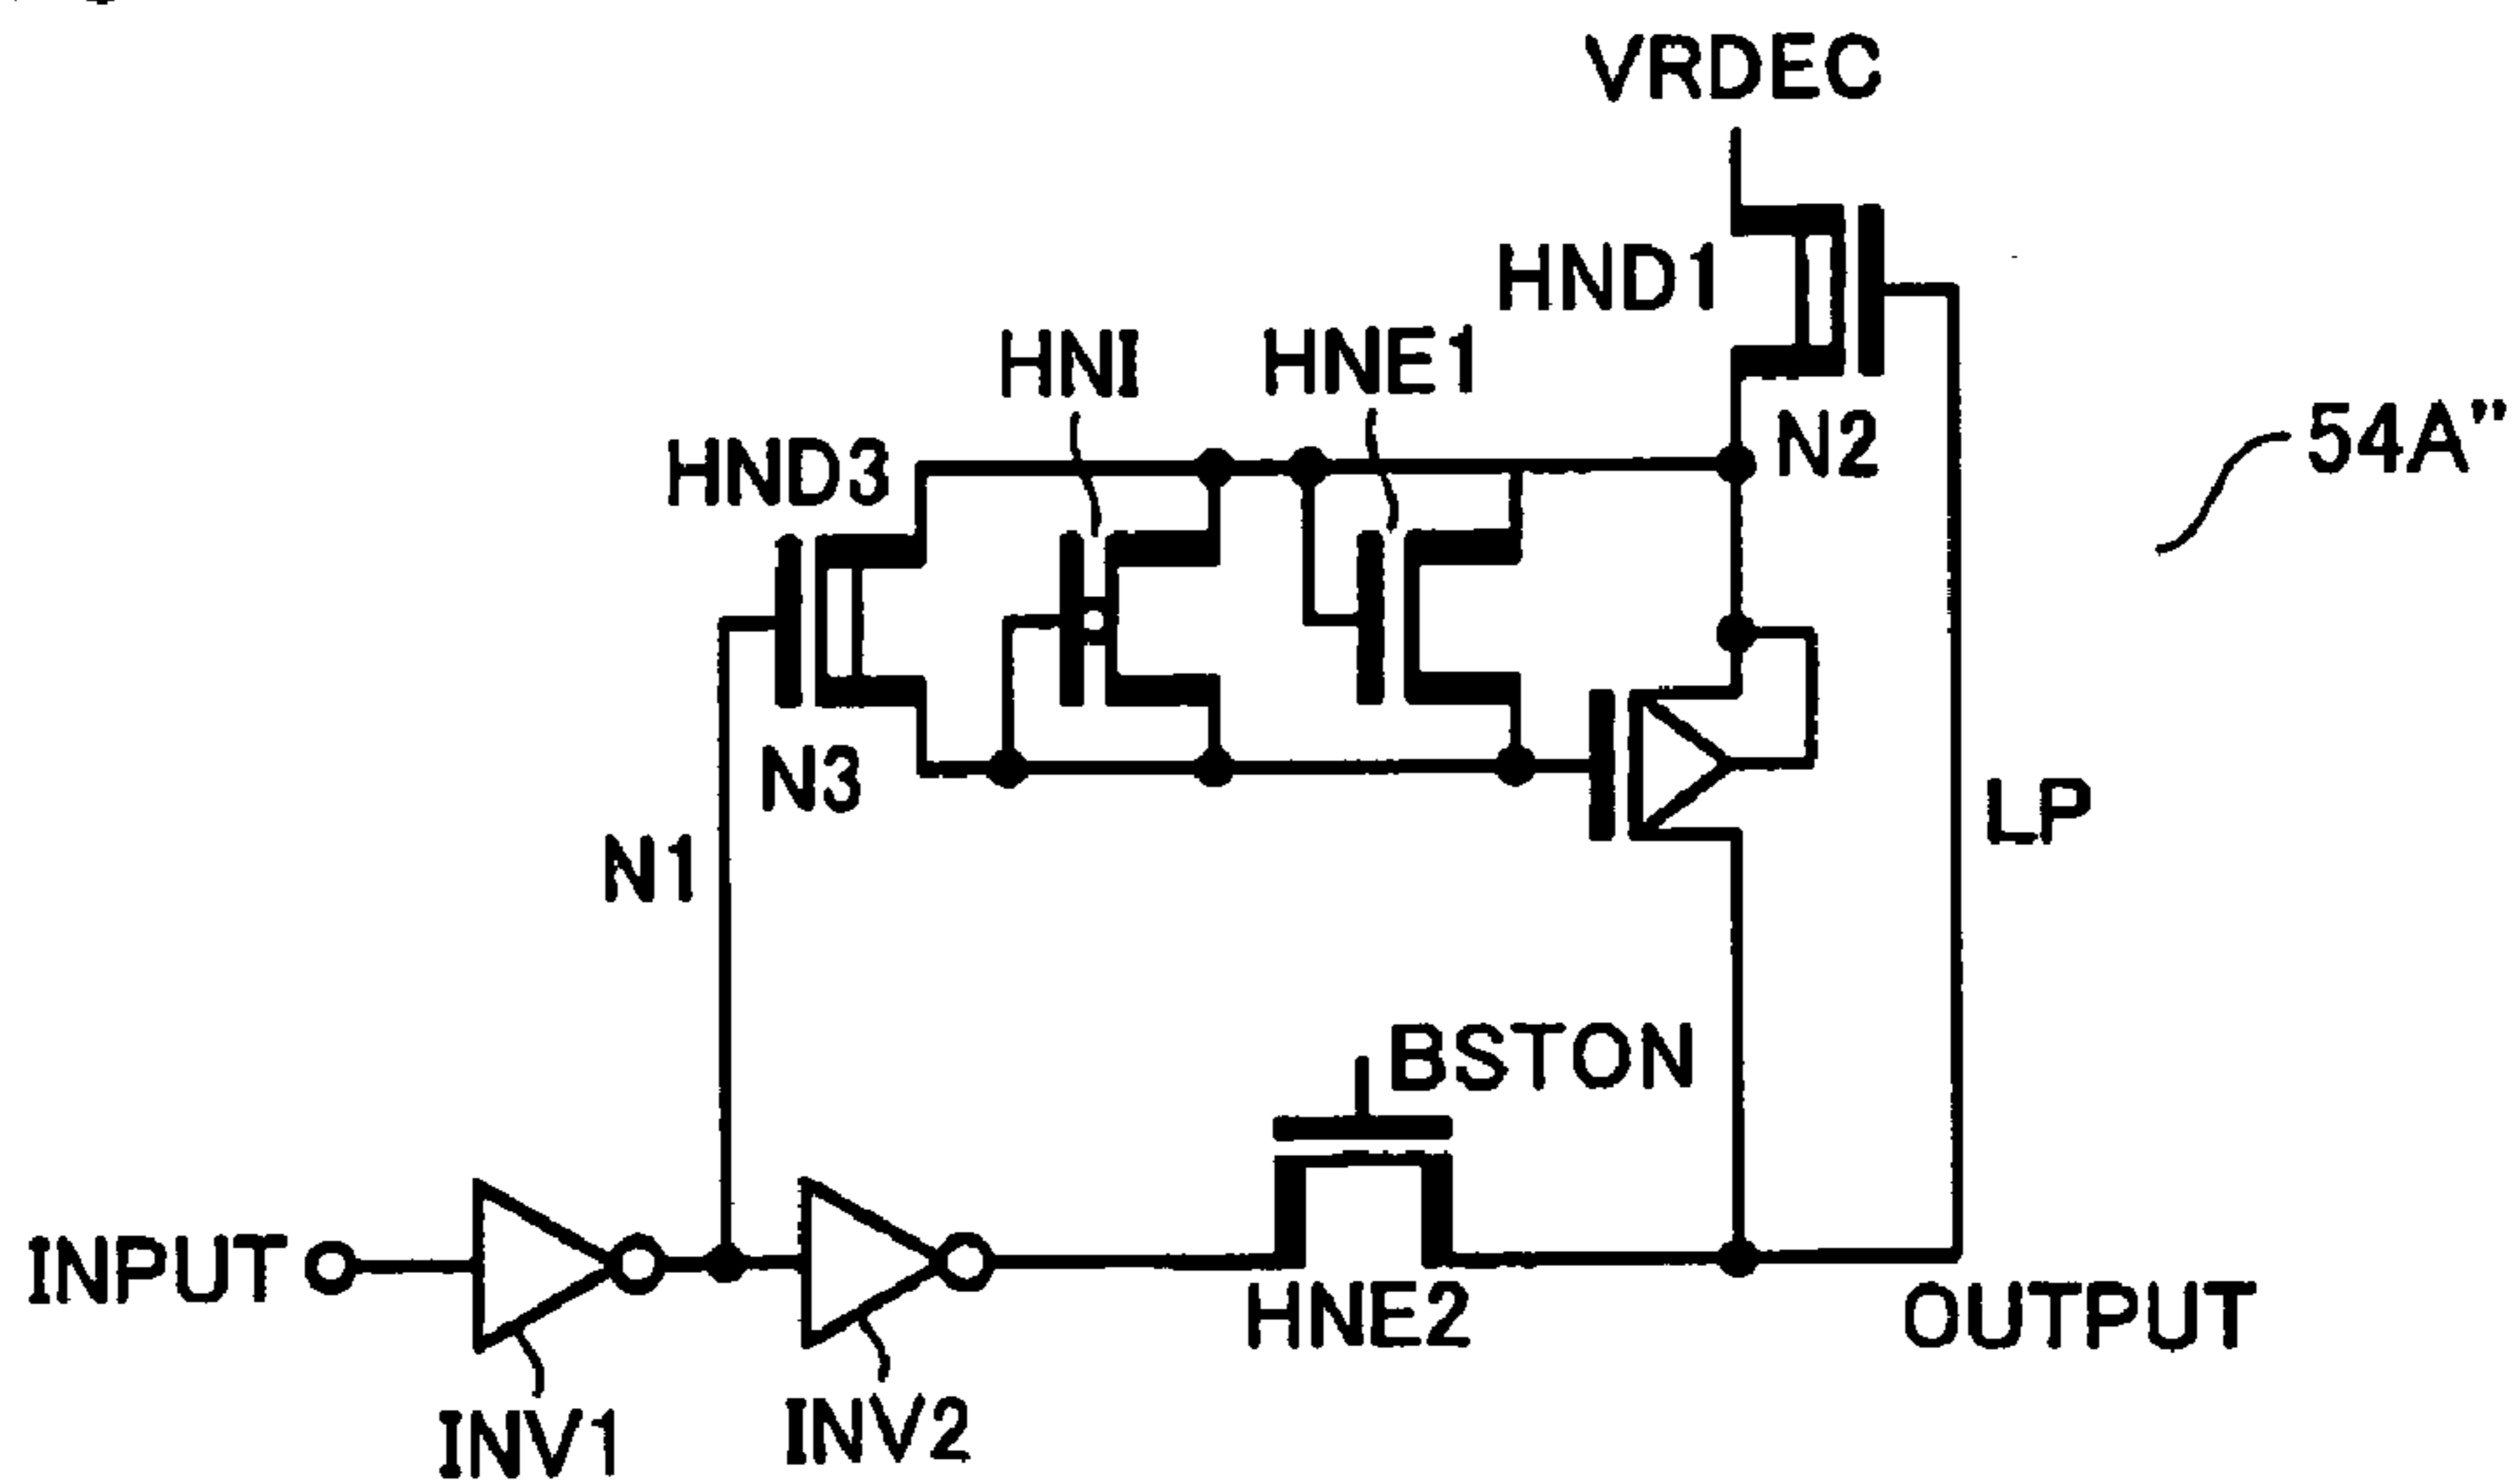 VRDEC
HND1
HNI
HNE1
N2
54A"
HND3
N3
LP
N1
BSTON
INPUT
HNE2
OUTPUT
INV1
INV2